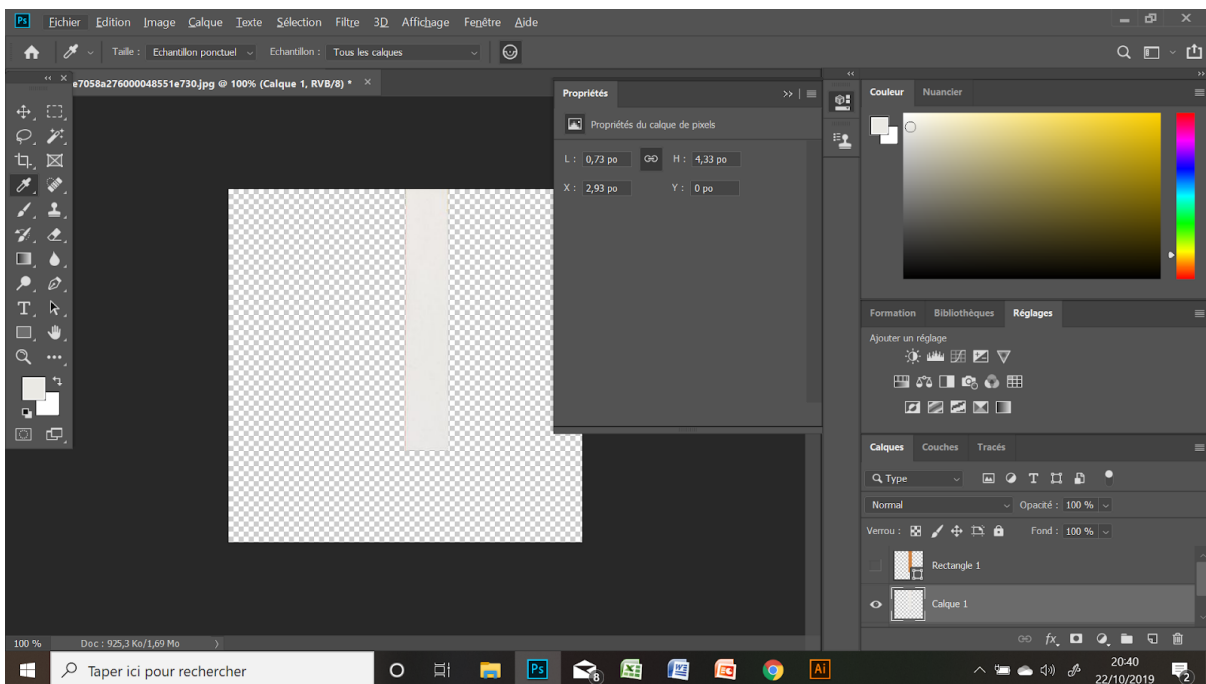 Ps Fichier Edition Image Calque Texte Sélection Filtre 3D Affichage Fenêtre Aide
Taille : Echantillon ponctuel Echantillon : Tous les calques
e7058a276000048551e730.jpg @ 100% (Calque 1, RVB/8) * ×
Propriétés
Propriétés du calque de pixels
L : 0,73 po H : 4,33 po
X : 2,93 po Y : 0 po
Couleur Nuancier
Formation Bibliothèques Réglages
Ajouter un réglage
Calques Couches Tracés
Type
Normal Opacité : 100 %
Verrou : Fond : 100 %
Rectangle 1
Calque 1
fx
100 % Doc : 925,3 Ko/1,69 Mo
Taper ici pour rechercher
Ps
8
Ai
20:40
22/10/2019
2